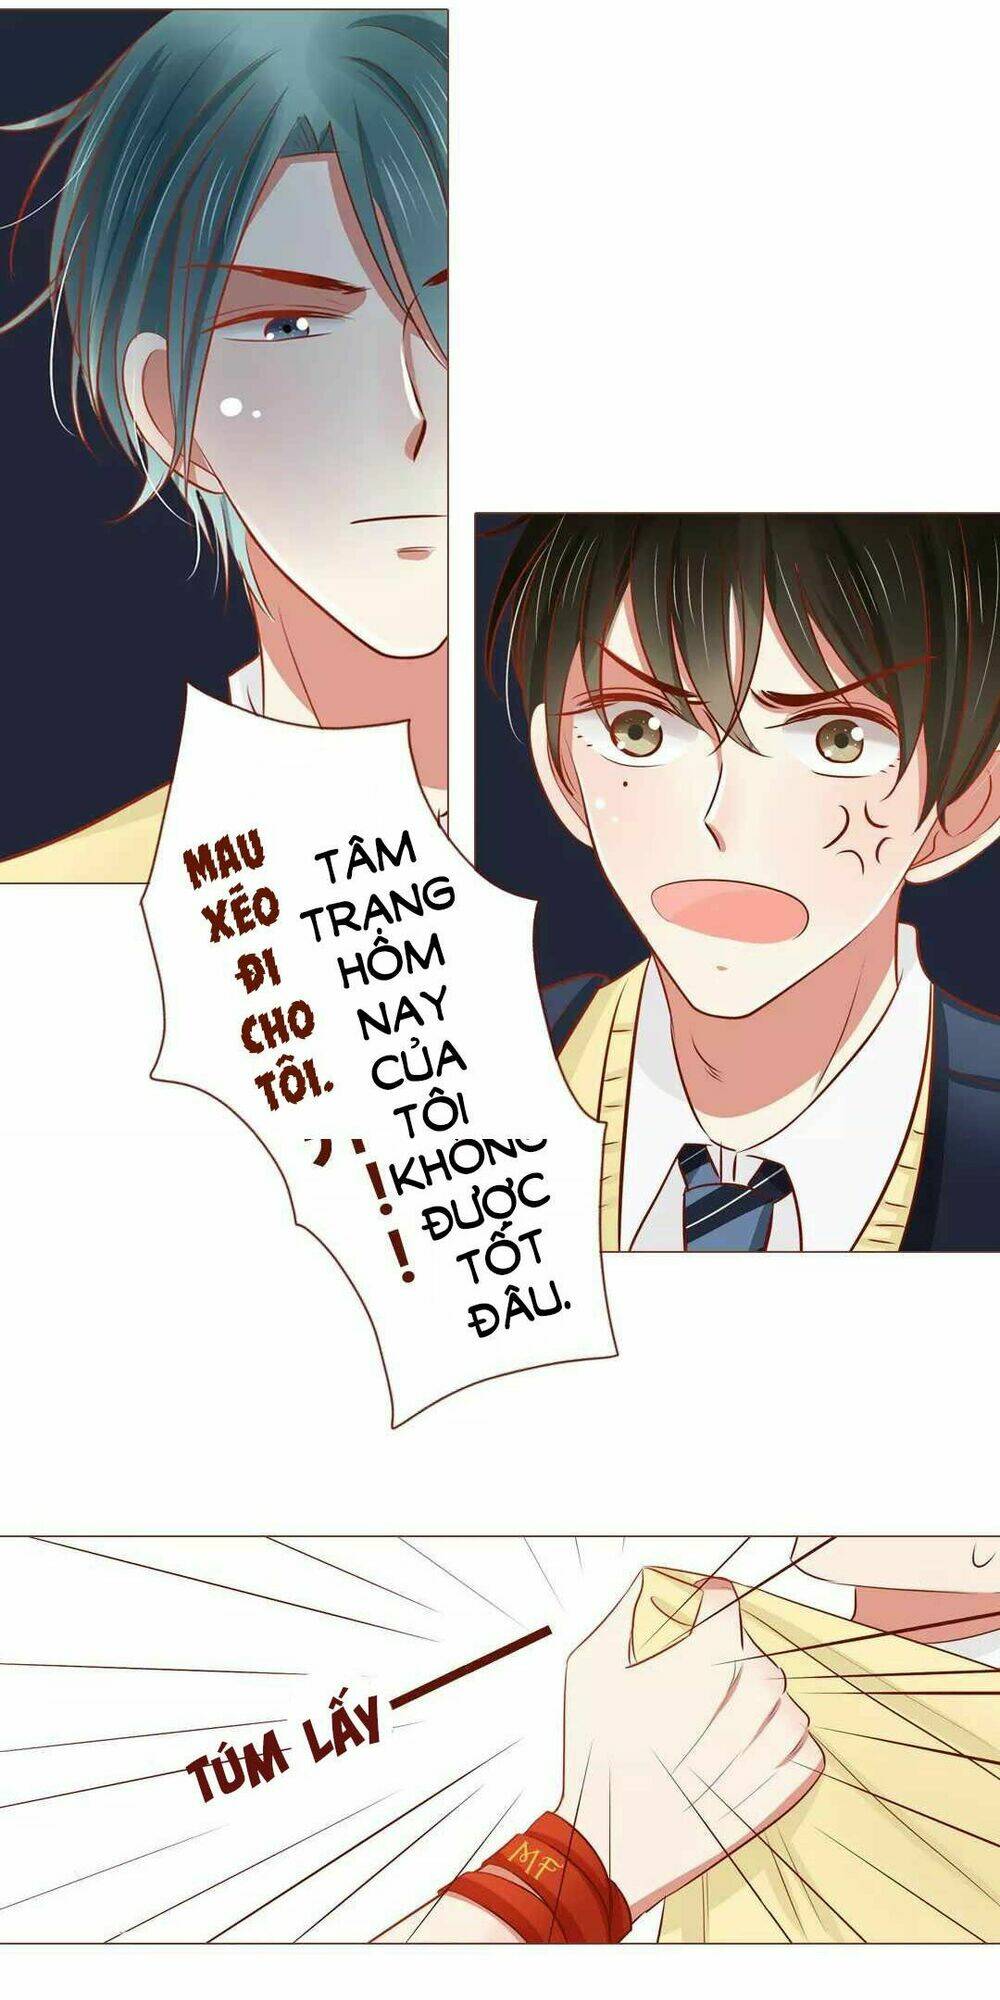 TÂM
TRẠNG
HÔM
NAY
CỦA
TÔI
KHÔNG
ĐƯỢC
TỐT
ĐÂU.
MAU
XÉO
ĐI
CHO
TÔI.
!
!
TÚM LẤY
MF